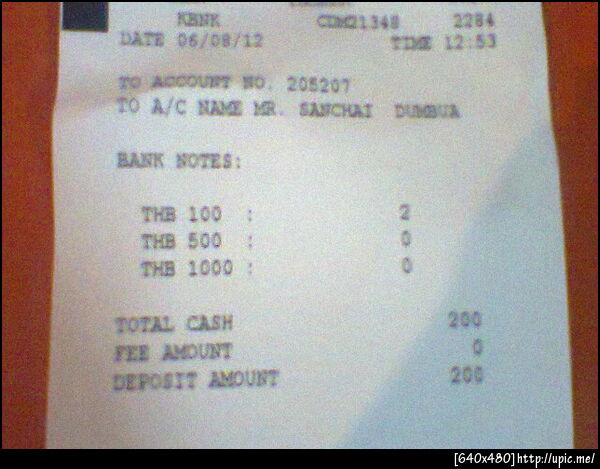 KBNK CDM21348 2284
DATE 06/08/12 TIME 12:53
TO ACCOUNT NO. 205207
TO A/C NAME MR. SANCHAI DUMBUA
BANK NOTES:
THB 100 : 2
THB 500 : 0
THB 1000 : 0
TOTAL CASH 200
FEE AMOUNT 0
DEPOSIT AMOUNT 200
[640x480]http://upic.me/